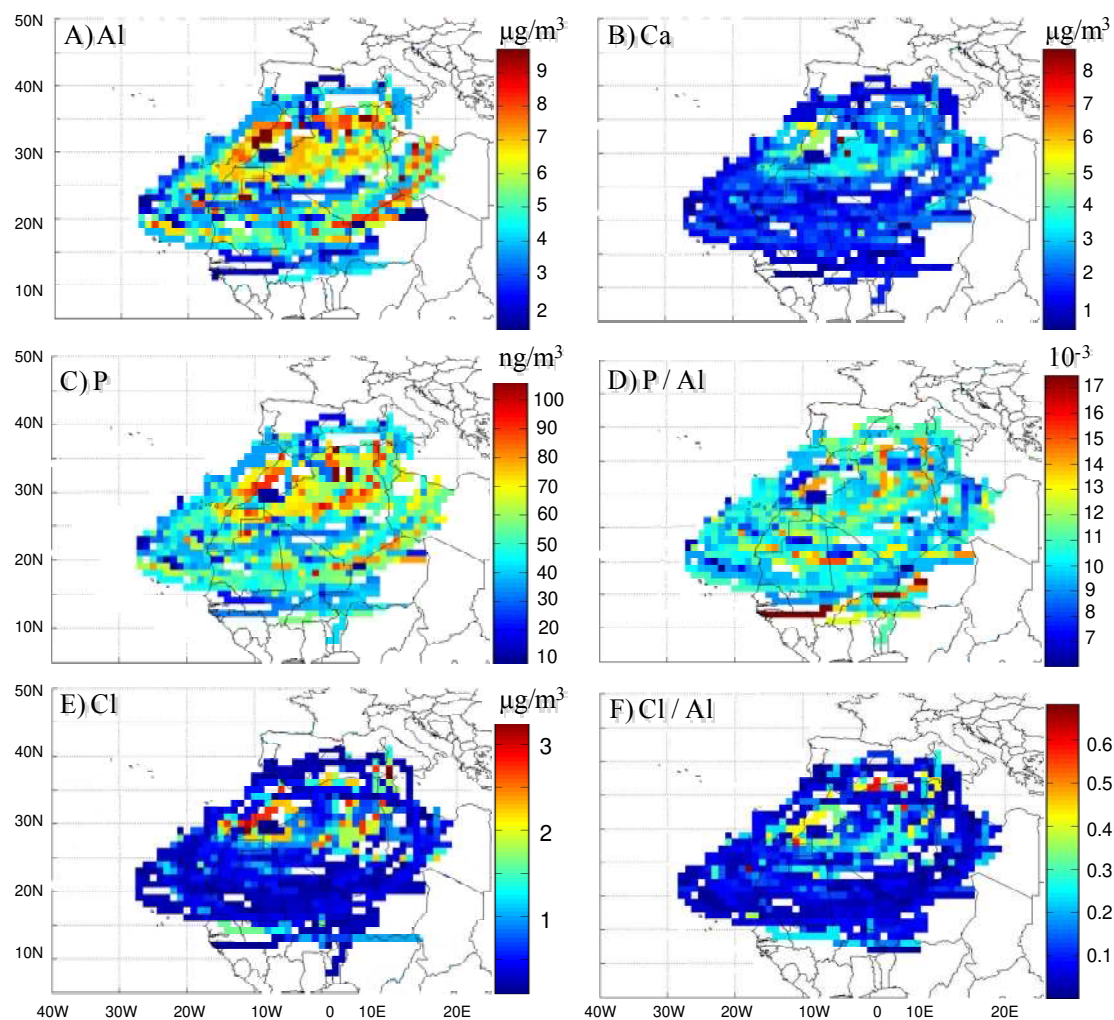 A) Al
µg/m³
50N
40N
30N
20N
10N
9
8
7
6
5
4
3
2
B) Ca
µg/m³
8
7
6
5
4
3
2
1
C) P
ng/m³
50N
40N
30N
20N
10N
100
90
80
70
60
50
40
30
20
10
D) P / Al
10⁻³
17
16
15
14
13
12
11
10
9
8
7
E) Cl
µg/m³
50N
40N
30N
20N
10N
3
2
1
40W 30W 20W 10W 0 10E 20E
F) Cl / Al
0.6
0.5
0.4
0.3
0.2
0.1
40W 30W 20W 10W 0 10E 20E